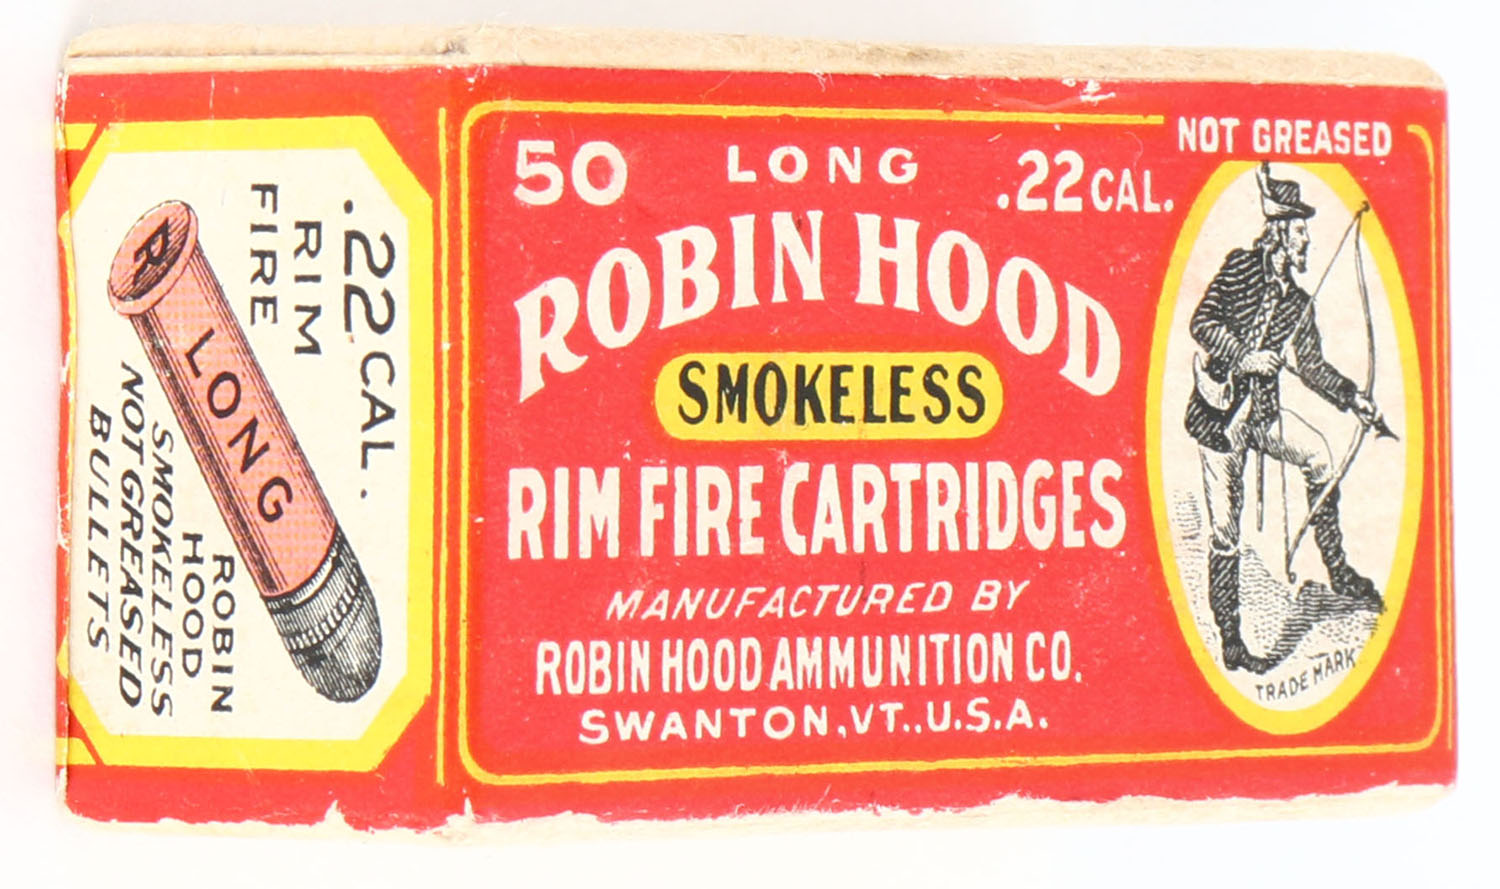 50 LONG .22 CAL.
NOT GREASED
ROBIN HOOD
SMOKELESS
RIM FIRE CARTRIDGES
MANUFACTURED BY
ROBIN HOOD AMMUNITION CO.
SWANTON, VT., U.S.A.
TRADE MARK
.22 CAL.
RIM
FIRE
R
LONG
ROBIN
HOOD
SMOKELESS
NOT GREASED
BULLETS